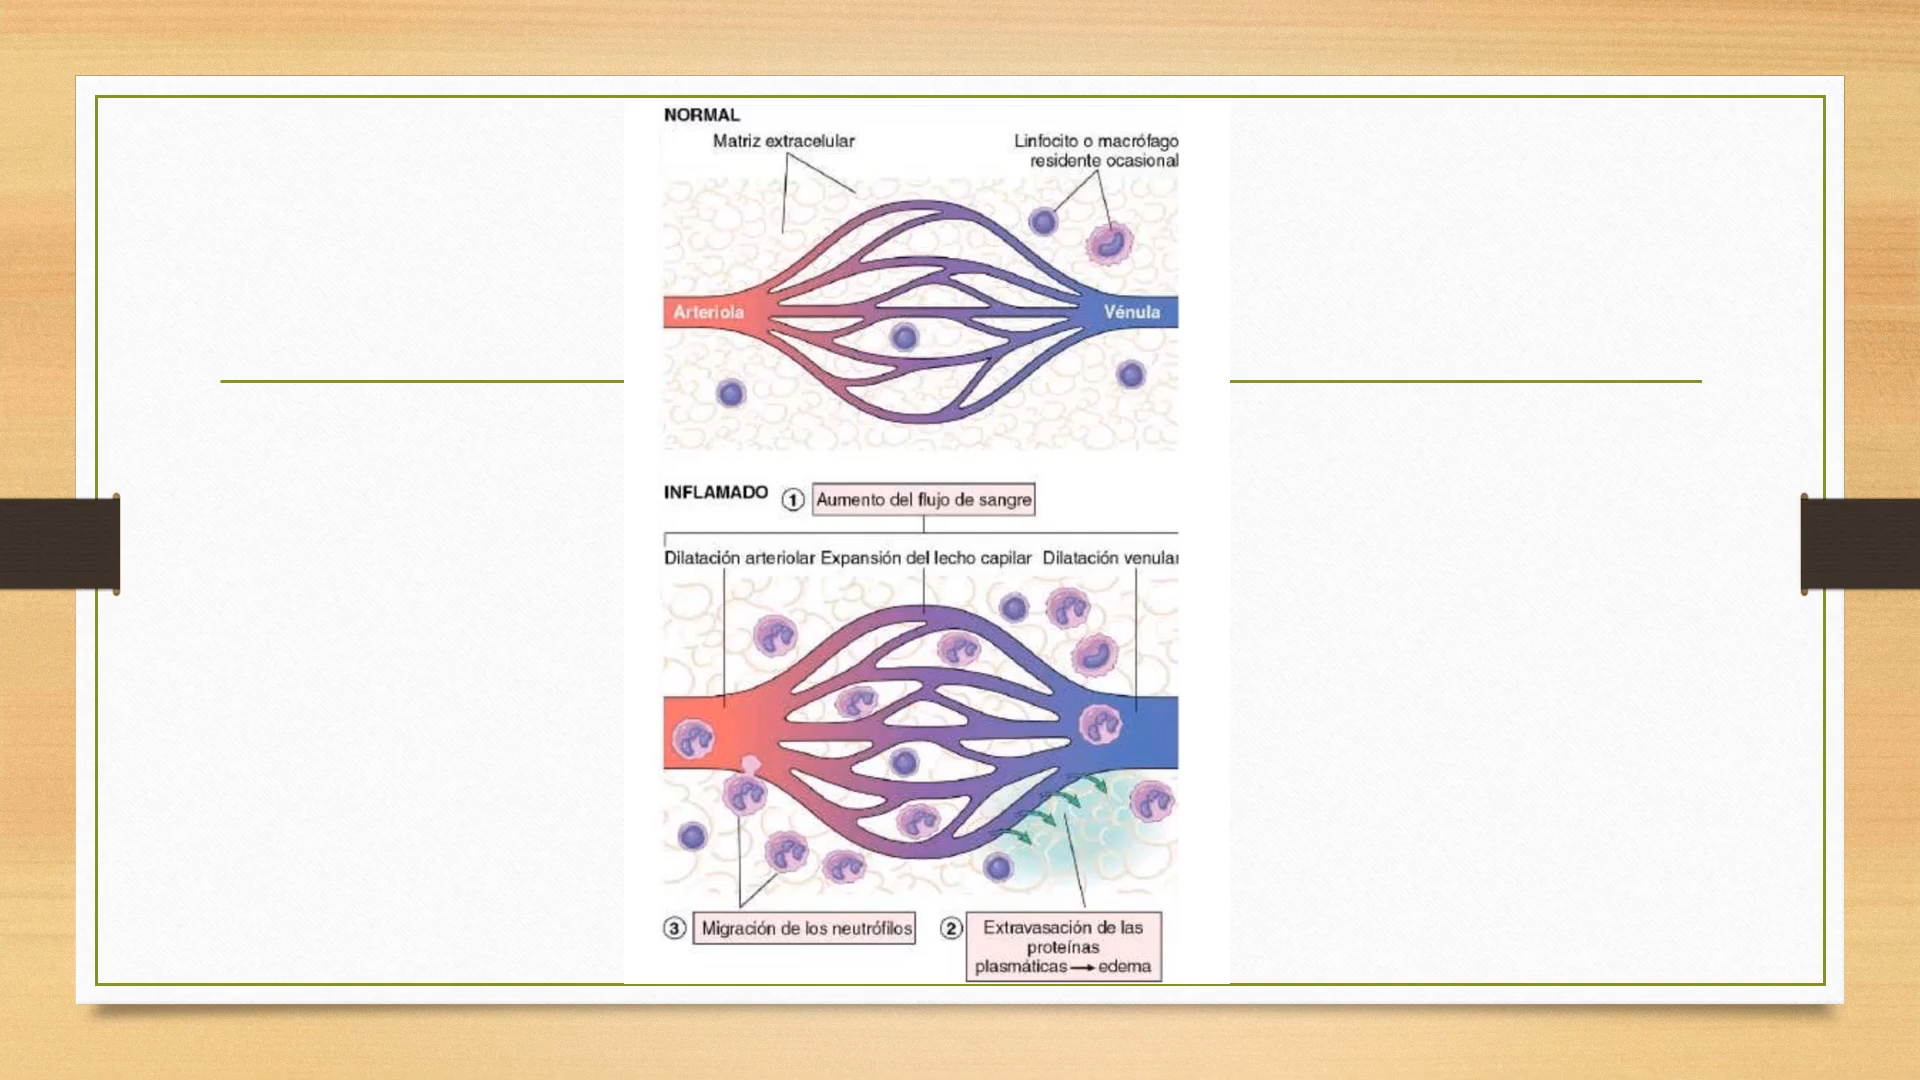 NORMAL
Matriz extracelular
Linfocito o macrófago
residente ocasional
Arteriola
Vénula
INFLAMADO
1 Aumento del flujo de sangre
Dilatación arteriolar Expansión del lecho capilar Dilatación venular
3 Migración de los neutrófilos
2 Extravasación de las
proteínas
plasmáticas → edema